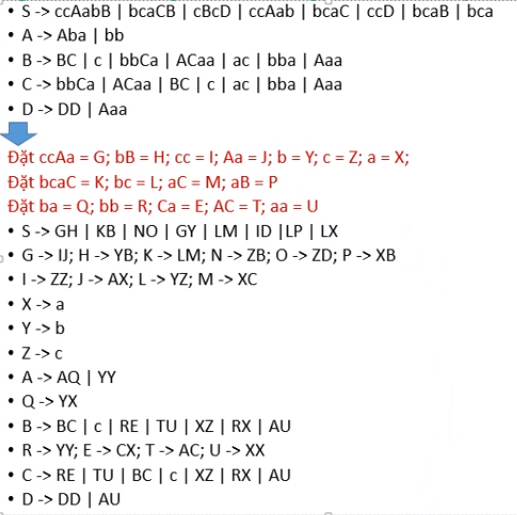 • S -> ccAabB | bcaCB | cBcD | ccAab | bcaC | ccD | bcaB | bca
• A -> Aba | bb
• B -> BC | c | bbCa | ACaa | ac | bba | Aaa
• C -> bbCa | ACaa | BC | c | ac | bba | Aaa
• D -> DD | Aaa
Đặt ccAa = G; bB = H; cc = I; Aa = J; b = Y; c = Z; a = X;
Đặt bcaC = K; bc = L; aC = M; aB = P
Đặt ba = Q; bb = R; Ca = E; AC = T; aa = U
• S -> GH | KB | NO | GY | LM | ID |LP | LX
• G -> IJ; H -> YB; K -> LM; N -> ZB; O -> ZD; P -> XB
• I -> ZZ; J -> AX; L -> YZ; M -> XC
• X -> a
• Y -> b
• Z -> c
• A -> AQ | YY
• Q -> YX
• B -> BC | c | RE | TU | XZ | RX | AU
• R -> YY; E -> CX; T -> AC; U -> XX
• C -> RE | TU | BC | c | XZ | RX | AU
• D -> DD | AU